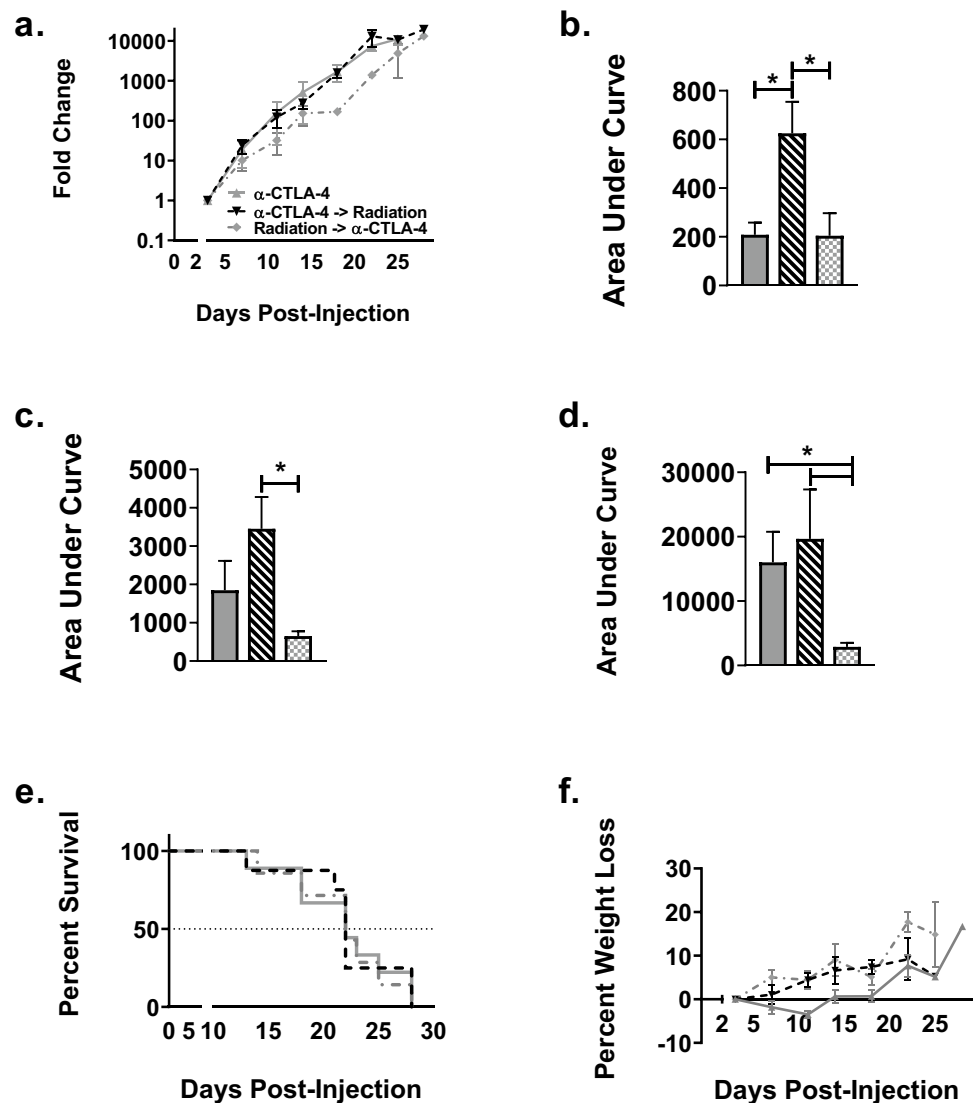 a.
Fold Change
10000
1000
100
10
1
0.1
α-CTLA-4
α-CTLA-4 -> Radiation
Radiation -> α-CTLA-4
0 2 5 10 15 20 25
Days Post-Injection
b.
Area Under Curve
800
600
400
200
0
* *
c.
Area Under Curve
5000
4000
3000
2000
1000
0
*
d.
Area Under Curve
30000
20000
10000
0
*
e.
Percent Survival
100
50
0
0 5 10 15 20 25 30
Days Post-Injection
f.
Percent Weight Loss
30
20
10
0
-10
2 5 10 15 20 25
Days Post-Injection